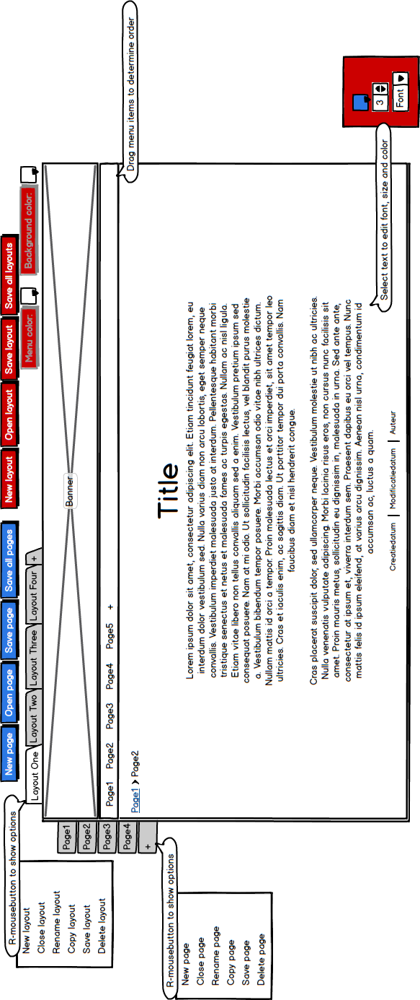 New page
Open page
Save page
Save all pages
New layout
Open layout
Save layout
Save all layouts
Menu color:
Background color:
R-mousebutton to show options
New layout
Close layout
Rename layout
Copy layout
Save layout
Delete layout
Layout One
Layout Two
Layout Three
Layout Four
+
Banner
Page1
Page2
Page3
Page4
Page5
+
Drag menu items to determine order
Page1
Page2
Page3
Page4
+
R-mousebutton to show options
New page
Close page
Rename page
Copy page
Save page
Delete page
Page1 > Page2
Title
Lorem ipsum dolor sit amet, consectetur adipiscing elit. Etiam tincidunt feugiat lorem, eu
interdum dolor vestibulum sed. Nulla varius diam non arcu lobortis, eget semper neque
convallis. Vestibulum imperdiet malesuada justo at interdum. Pellentesque habitant morbi
tristique senectus et netus et malesuada fames ac turpis egestas. Nullam ac nisl ligula.
Etiam vitae libero non tellus convallis aliquam sed a enim. Vestibulum pretium ipsum sed
consequat posuere. Nam at mi odio. Ut sollicitudin facilisis lectus, vel blandit purus molestie
a. Vestibulum bibendum tempor posuere. Morbi accumsan odio vitae nibh ultrices dictum.
Nullam mattis id orci a tempor. Proin malesuada lectus et orci imperdiet, sit amet tempor leo
ultricies. Cras et iaculis enim, ac sagittis diam. Ut porttitor tempor dui porta convallis. Nam
faucibus diam et nisl hendrerit congue.
Cras placerat suscipit dolor, sed ullamcorper neque. Vestibulum molestie ut nibh ac ultricies.
Nulla venenatis vulputate adipiscing. Morbi lacinia risus eros, non cursus nunc facilisis sit
amet. Proin mauris metus, sollicitudin eu dignissim in, malesuada in urna. Sed ante ante,
consectetur at ipsum et, viverra interdum sem. Praesent dapibus eu orci vel tempus. Nunc
mattis felis id ipsum eleifend, at varius arcu dignissim. Aenean nisl urna, condimentum id
accumsan ac, luctus a quam.
Creatiedatum | Modificatiedatum | Auteur
Select text to edit font, size and color
3
Font